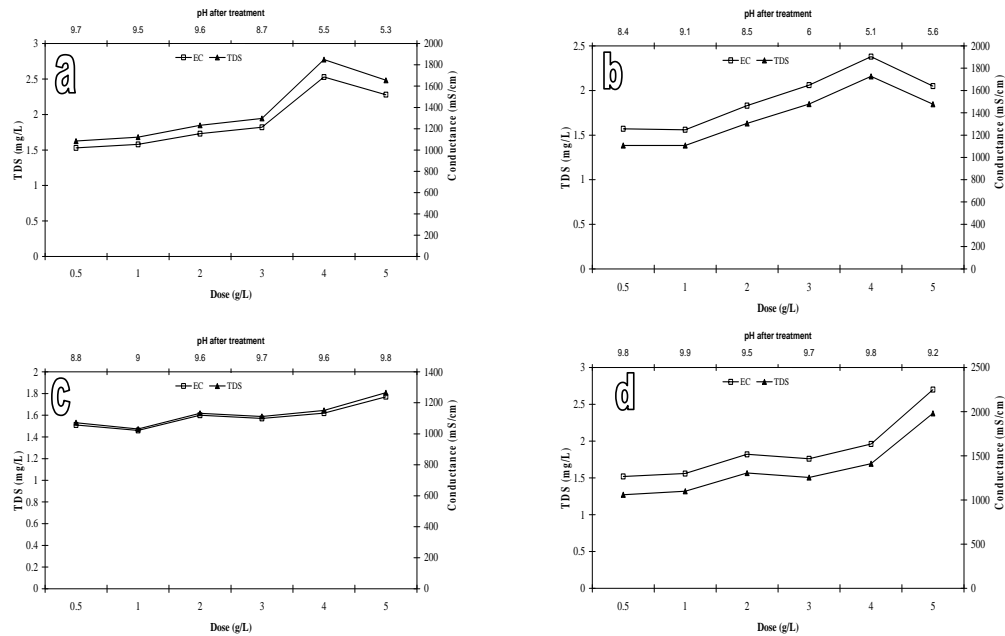 pH after treatment
9.7 9.5 9.6 8.7 5.5 5.3
a
EC TDS
TDS (mg/L)
3
2.5
2
1.5
1
0.5
0
2000
1800
1600
1400
1200
1000
800
600
400
200
0
Conductance (mS/cm)
0.5 1 2 3 4 5
Dose (g/L)
pH after treatment
8.4 9.1 8.5 6 5.1 5.6
b
EC TDS
TDS (mg/L)
2.5
2
1.5
1
0.5
0
2000
1800
1600
1400
1200
1000
800
600
400
200
0
Conductance (mS/cm)
0.5 1 2 3 4 5
Dose (g/L)
pH after treatment
8.8 9 9.6 9.7 9.6 9.8
c
EC TDS
TDS (mg/L)
2
1.8
1.6
1.4
1.2
1
0.8
0.6
0.4
0.2
0
1400
1200
1000
800
600
400
200
0
Conductance (mS/cm)
0.5 1 2 3 4 5
Dose (g/L)
pH after treatment
9.8 9.9 9.5 9.7 9.8 9.2
d
EC TDS
TDS (mg/L)
3
2.5
2
1.5
1
0.5
0
2500
2000
1500
1000
500
0
Conductance (mS/cm)
0.5 1 2 3 4 5
Dose (g/L)